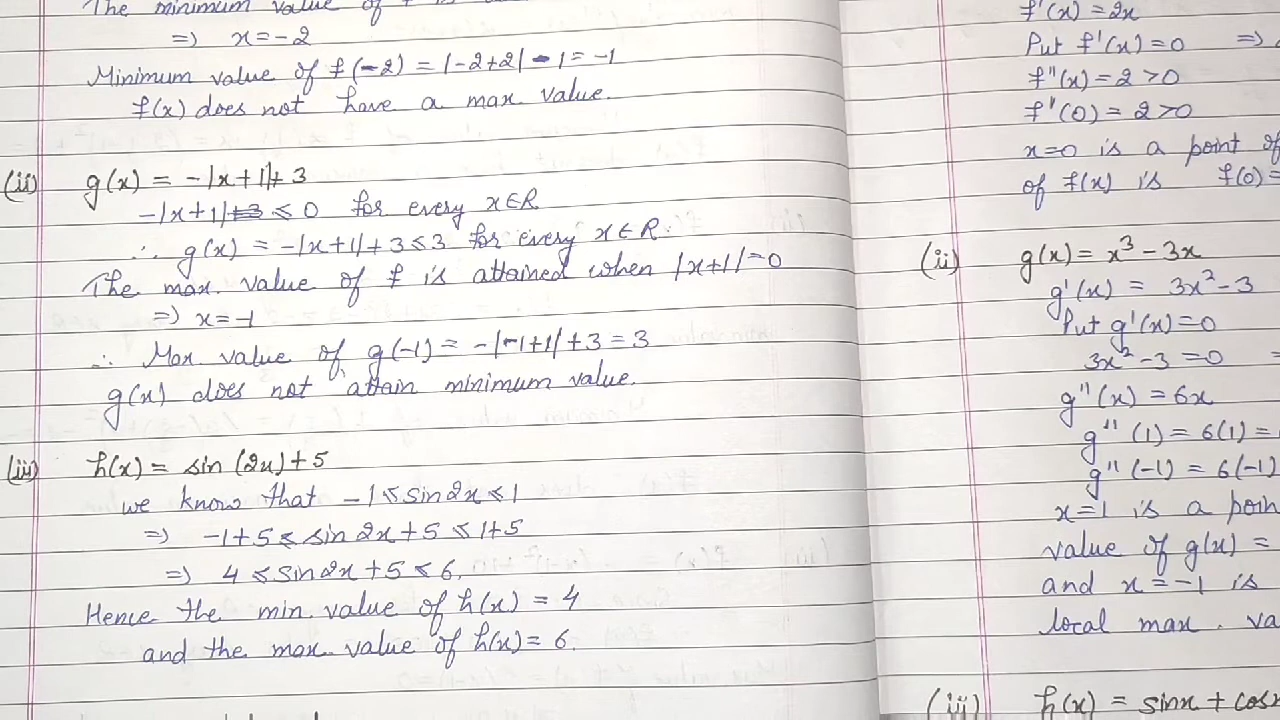 The minimum value of f is
=> x = -2
Minimum value of f(-2) = |-2+2| - 1 = -1
f(x) does not have a max value.
(ii) g(x) = -|x+1|+3
-|x+1| ≤ 0 for every x∈R
∴ g(x) = -|x+1|+3 ≤ 3 for every x∈R.
The max. value of f is attained when |x+1|=0
=> x = -1
∴ Max value of g(-1) = -|-1+1|+3 = 3
g(x) does not attain minimum value.
(iii) h(x) = sin(2x)+5
we know that -1 ≤ sin2x ≤ 1
=> -1+5 ≤ sin 2x+5 ≤ 1+5
=> 4 ≤ sin2x+5 ≤ 6.
Hence the min. value of h(x) = 4
and the max. value of h(x) = 6.
f'(x) = 2x
Put f'(x) = 0 =>
f''(x) = 2 >0
f'(0) = 2 >0
x=0 is a point of
of f(x) is f(0) =
(ii) g(x) = x³ - 3x
g'(x) = 3x² - 3
Put g'(x)=0
3x² - 3 = 0 =
g''(x) = 6x
g''(1) = 6(1) =
g''(-1) = 6(-1)
x=1 is a poin
value of g(x) =
and x = -1 is
local max. va
(iii) h(x) = sinx + cos